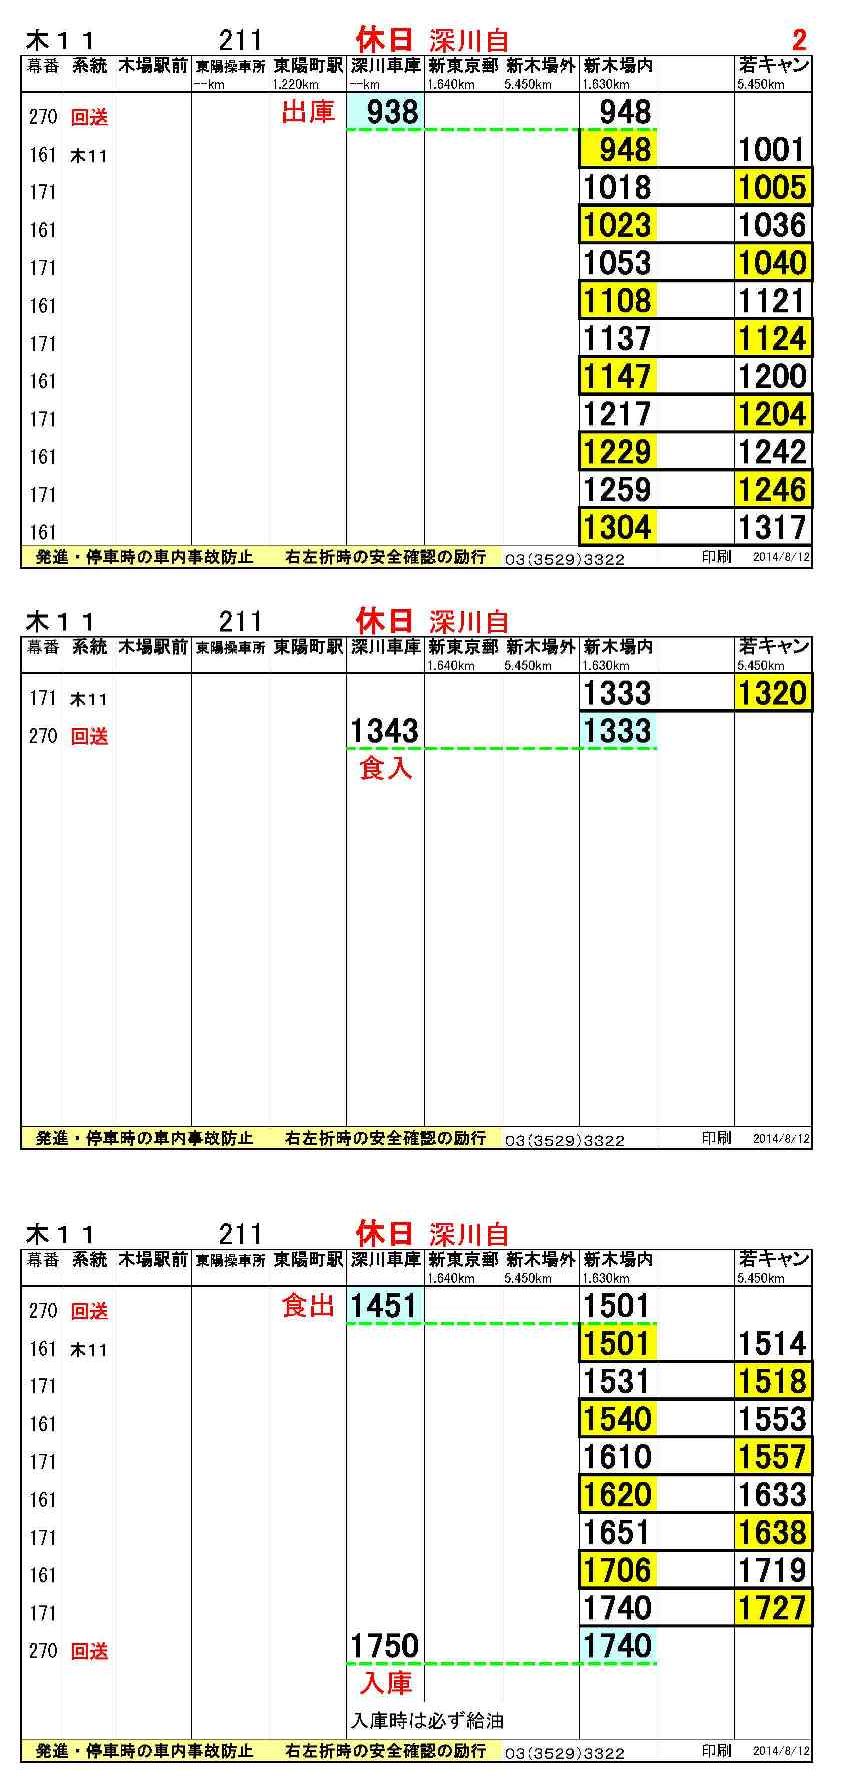 木１１ 211 休日 深川自 2
幕番 系統 木場駅前 東陽操車所 東陽町駅 深川車庫 新東京郵 新木場外 新木場内 若キャン
--km 1.220km --km 1.640km 5.450km 1.630km 5.450km
270 回送 出庫 938 948
161 木11 948 1001
171 1018 1005
161 1023 1036
171 1053 1040
161 1108 1121
171 1137 1124
161 1147 1200
171 1217 1204
161 1229 1242
171 1259 1246
161 1304 1317
発進・停車時の車内事故防止 右左折時の安全確認の励行 03(3529)3322 印刷 2014/8/12
木１１ 211 休日 深川自
幕番 系統 木場駅前 東陽操車所 東陽町駅 深川車庫 新東京郵 新木場外 新木場内 若キャン
1.640km 5.450km 1.630km 5.450km
171 木11 1333 1320
270 回送 1343 1333
食入
発進・停車時の車内事故防止 右左折時の安全確認の励行 03(3529)3322 印刷 2014/8/12
木１１ 211 休日 深川自
幕番 系統 木場駅前 東陽操車所 東陽町駅 深川車庫 新東京郵 新木場外 新木場内 若キャン
1.640km 5.450km 1.630km 5.450km
270 回送 食出 1451 1501
161 木11 1501 1514
171 1531 1518
161 1540 1553
171 1610 1557
161 1620 1633
171 1651 1638
161 1706 1719
171 1740 1727
270 回送 1750 1740
入庫
入庫時は必ず給油
発進・停車時の車内事故防止 右左折時の安全確認の励行 03(3529)3322 印刷 2014/8/12